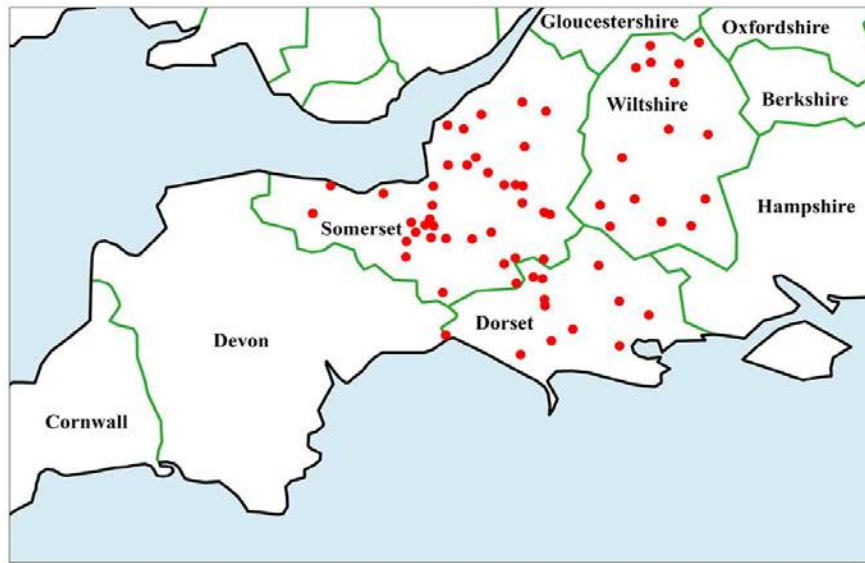 Gloucestershire
Oxfordshire
Wiltshire
Berkshire
Hampshire
Somerset
Dorset
Devon
Cornwall